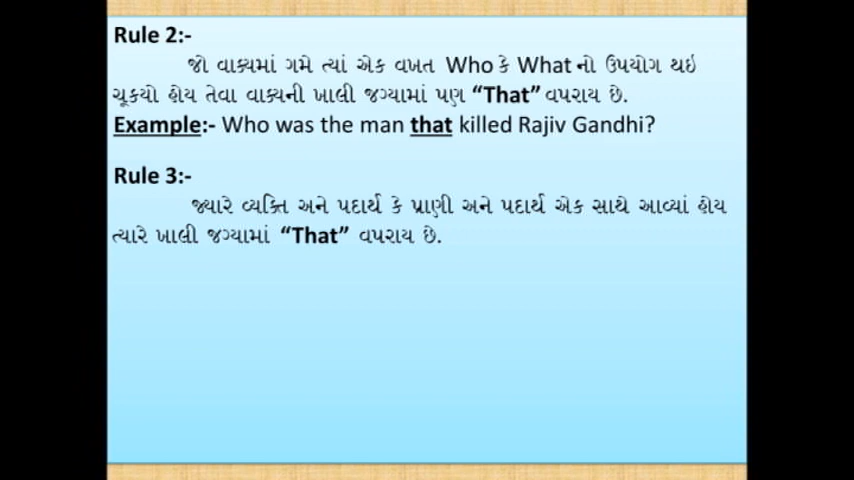 Rule 2:-
જો વાક્યમાં ગમે ત્યાં એક વખત Who કે What નો ઉપયોગ થઇ
ચૂકયો હોય તેવા વાક્યની ખાલી જગ્યામાં પણ “That” વપરાય છે.
Example:- Who was the man that killed Rajiv Gandhi?
Rule 3:-
જ્યારે વ્યક્તિ અને પદાર્થ કે પ્રાણી અને પદાર્થ એક સાથે આવ્યાં હોય
ત્યારે ખાલી જગ્યામાં “That” વપરાય છે.